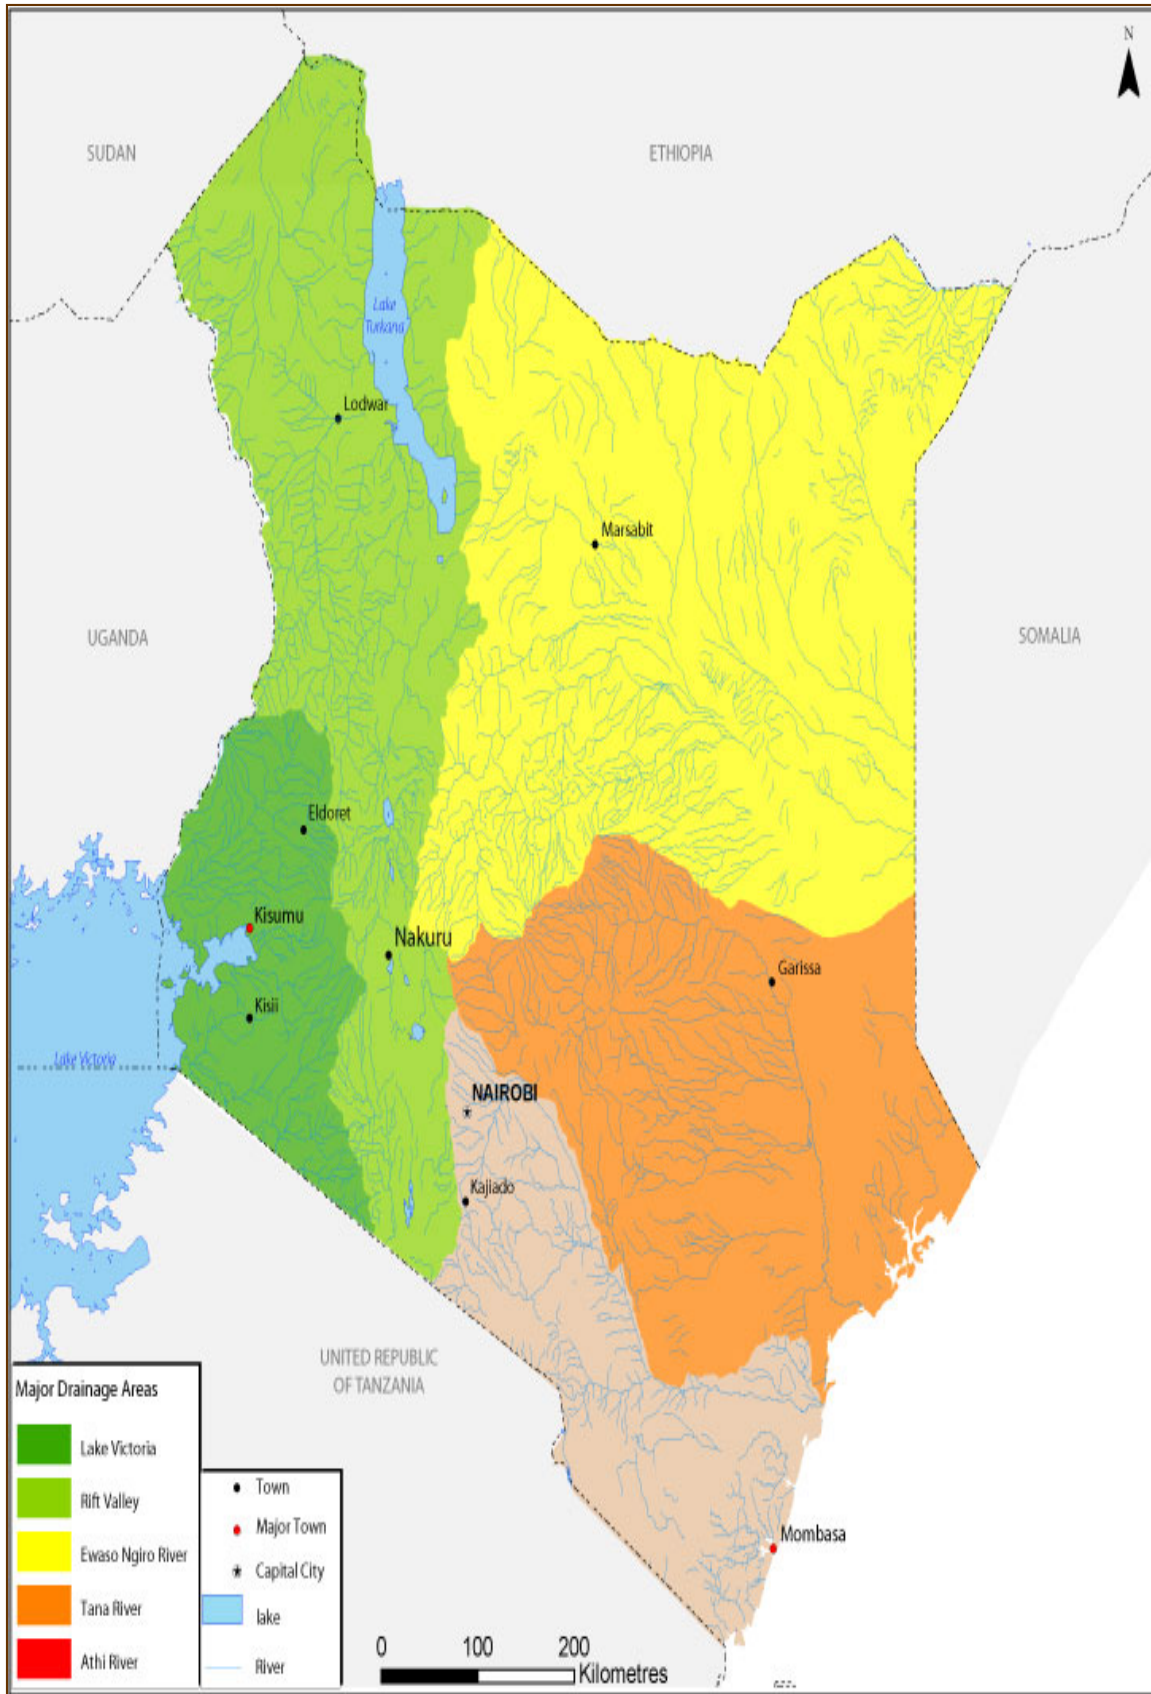 N
SUDAN
ETHIOPIA
Lake
Turkana
Lodwar
Marsabit
UGANDA
SOMALIA
Eldoret
Kisumu
Nakuru
Garissa
Kisii
Lake Victoria
NAIROBI
Kajiado
UNITED REPUBLIC
OF TANZANIA
Mombasa
Major Drainage Areas
Lake Victoria
Rift Valley
Ewaso Ngiro River
Tana River
Athi River
Town
Major Town
Capital City
lake
River
0 100 200
Kilometres